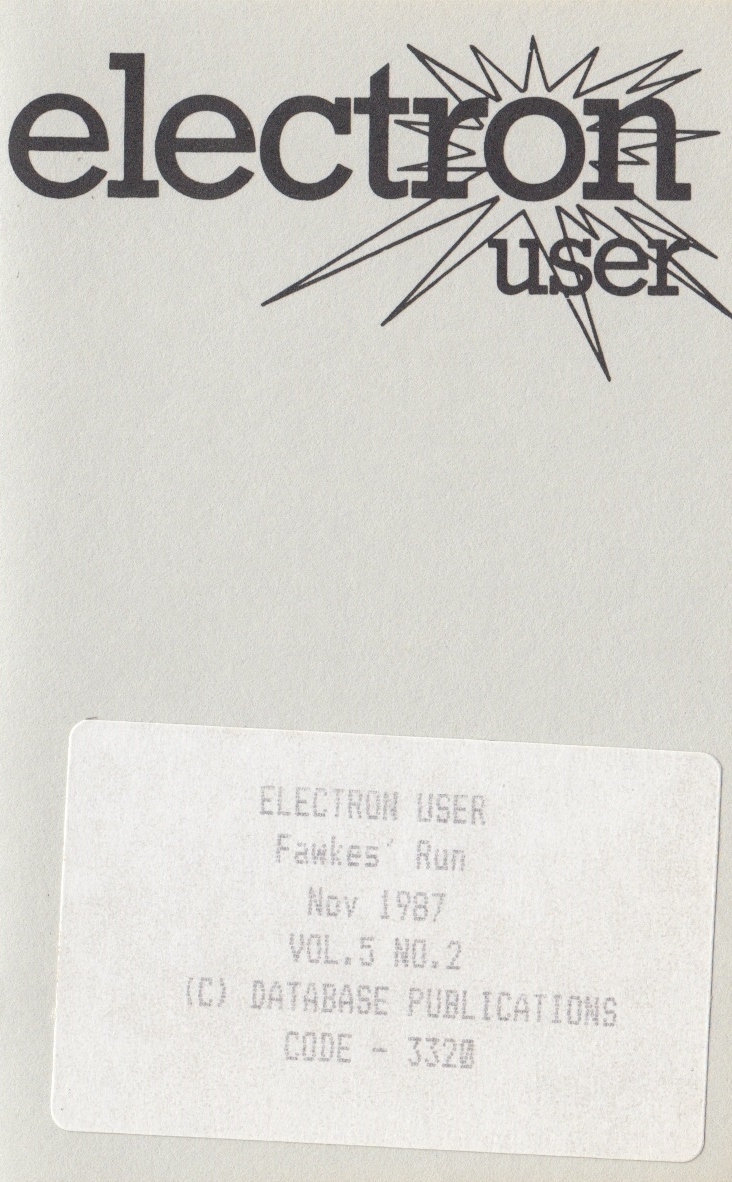 electron
user
ELECTRON USER
Fawkes' Run
Nov 1987
VOL.5 NO.2
(C) DATABASE PUBLICATIONS
CODE - 3320